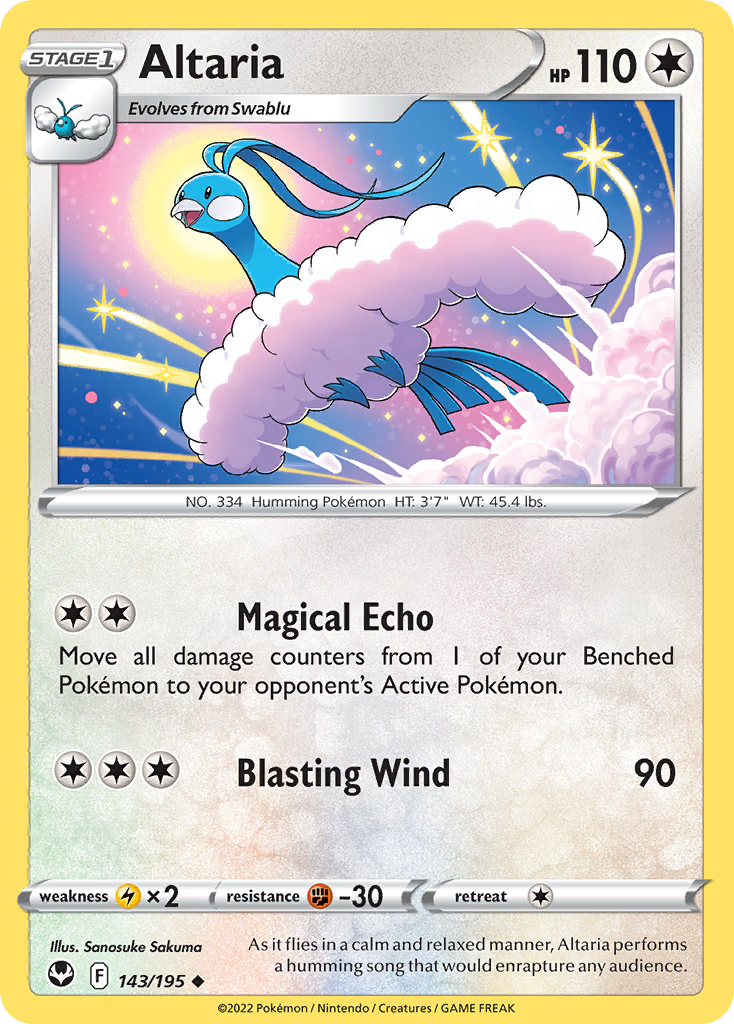 STAGE 1
Altaria
HP 110
Evolves from Swablu
NO. 334 Humming Pokémon HT: 3'7" WT: 45.4 lbs.
Magical Echo
Move all damage counters from 1 of your Benched
Pokémon to your opponent's Active Pokémon.
Blasting Wind 90
weakness ×2 resistance -30 retreat
Illus. Sanosuke Sakuma
As it flies in a calm and relaxed manner, Altaria performs
a humming song that would enrapture any audience.
F 143/195
©2022 Pokémon / Nintendo / Creatures / GAME FREAK